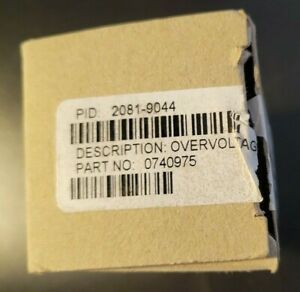 PID: 2081-9044
DESCRIPTION: OVERVOLTAG
PART NO: 0740975